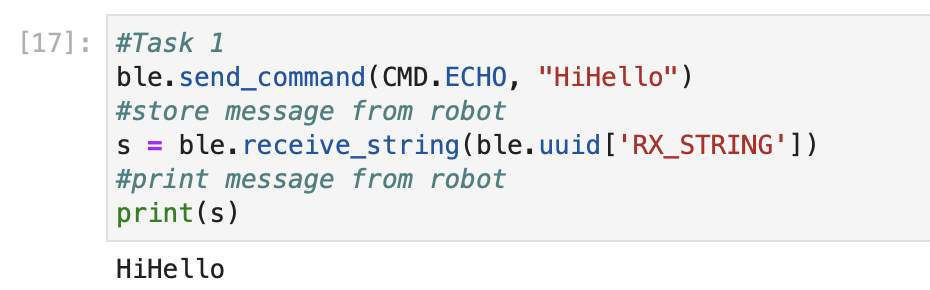 [17]:
#Task 1
ble.send_command(CMD.ECHO, "HiHello")
#store message from robot
s = ble.receive_string(ble.uuid['RX_STRING'])
#print message from robot
print(s)
HiHello